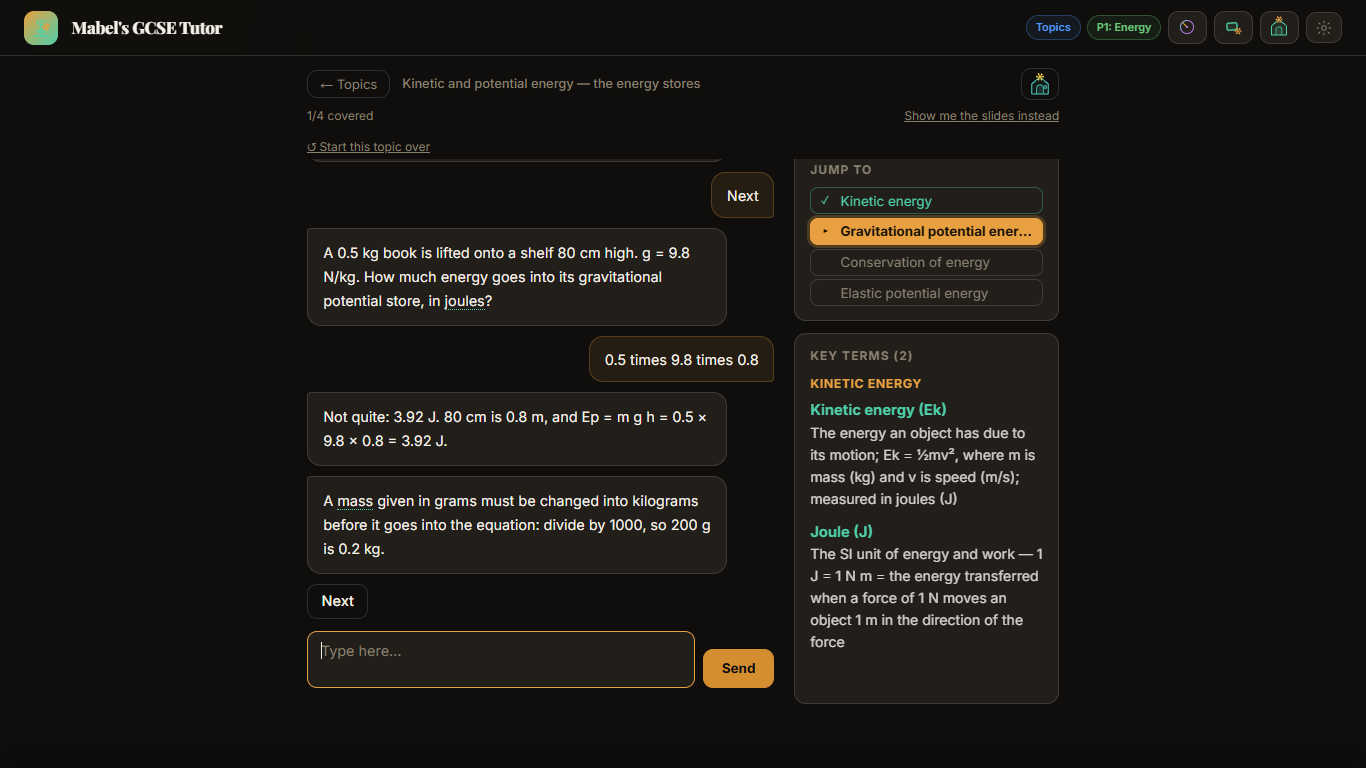 Mabel's GCSE Tutor
Topics
P1: Energy
← Topics
Kinetic and potential energy — the energy stores
1/4 covered
Show me the slides instead
↺ Start this topic over
Next
A 0.5 kg book is lifted onto a shelf 80 cm high. g = 9.8
N/kg. How much energy goes into its gravitational
potential store, in joules?
0.5 times 9.8 times 0.8
Not quite: 3.92 J. 80 cm is 0.8 m, and Ep = m g h = 0.5 ×
9.8 × 0.8 = 3.92 J.
A mass given in grams must be changed into kilograms
before it goes into the equation: divide by 1000, so 200 g
is 0.2 kg.
Next
Type here...
Send
JUMP TO
✓ Kinetic energy
▸ Gravitational potential ener...
Conservation of energy
Elastic potential energy
KEY TERMS (2)
KINETIC ENERGY
Kinetic energy (Ek)
The energy an object has due to
its motion; Ek = ½mv², where m is
mass (kg) and v is speed (m/s);
measured in joules (J)
Joule (J)
The SI unit of energy and work — 1
J = 1 N m = the energy transferred
when a force of 1 N moves an
object 1 m in the direction of the
force